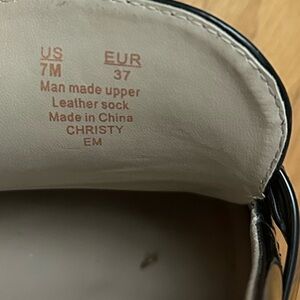 US EUR
7M 37
Man made upper
Leather sock
Made in China
CHRISTY
EM